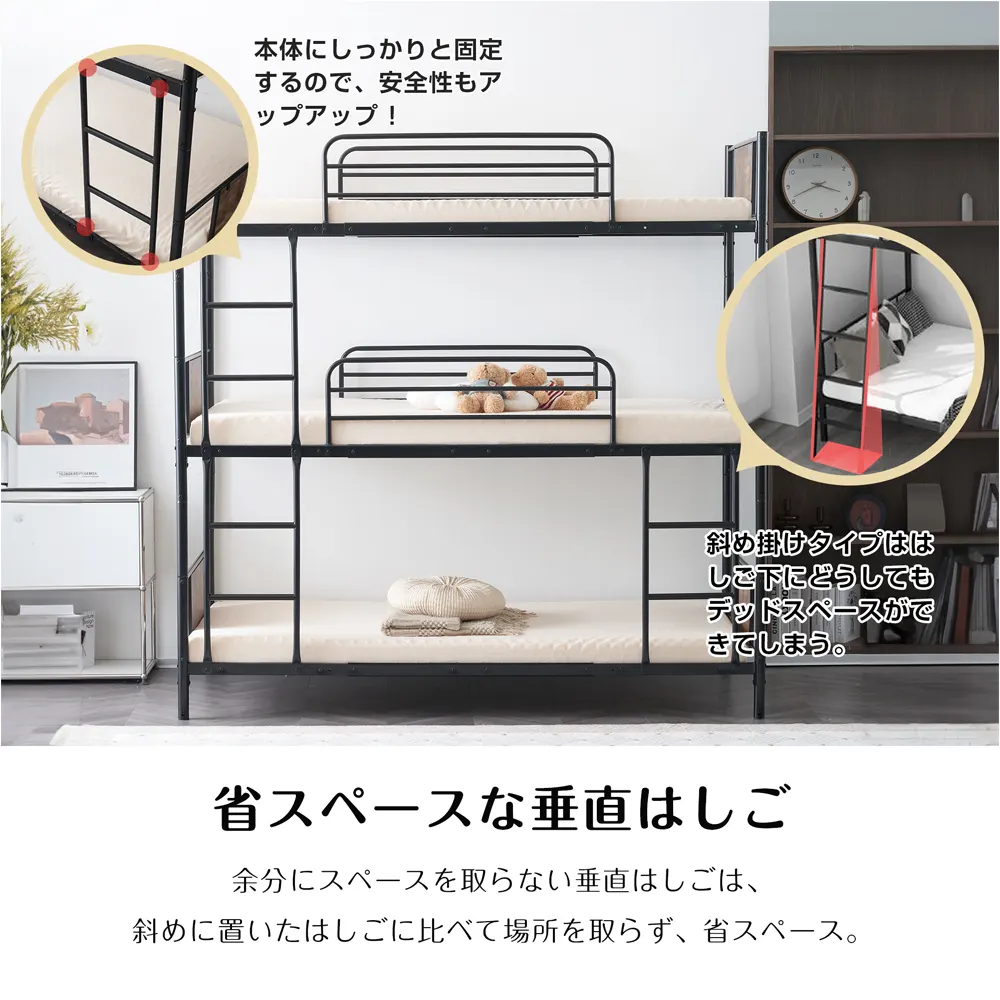 本体にしっかりと固定
するので、安全性もア
ップアップ！
斜め掛けタイプはは
しご下にどうしても
デッドスペースがで
きてしまう。
省スペースな垂直はしご
余分にスペースを取らない垂直はしごは、
斜めに置いたはしごに比べて場所を取らず、省スペース。